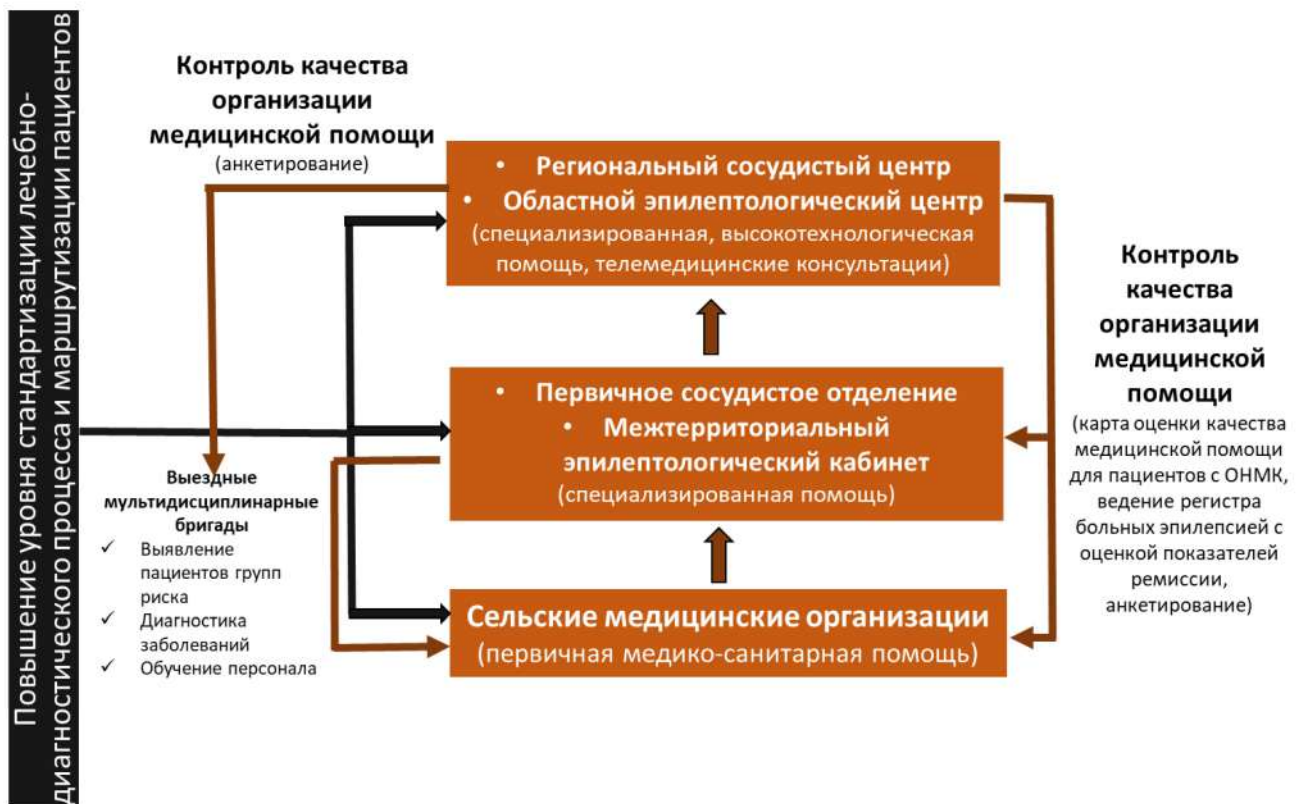 Повышение уровня стандартизации лечебно-
диагностического процесса и маршрутизации пациентов
Контроль качества
организации
медицинской помощи
(анкетирование)
• Региональный сосудистый центр
• Областной эпилептологический центр
(специализированная, высокотехнологическая
помощь, телемедицинские консультации)
• Первичное сосудистое отделение
• Межтерриториальный
эпилептологический кабинет
(специализированная помощь)
Сельские медицинские организации
(первичная медико-санитарная помощь)
Выездные
мультидисциплинарные
бригады
✓ Выявление
пациентов групп
риска
✓ Диагностика
заболеваний
✓ Обучение персонала
Контроль
качества
организации
медицинской
помощи
(карта оценки качества
медицинской помощи
для пациентов с ОНМК,
ведение регистра
больных эпилепсией с
оценкой показателей
ремиссии,
анкетирование)